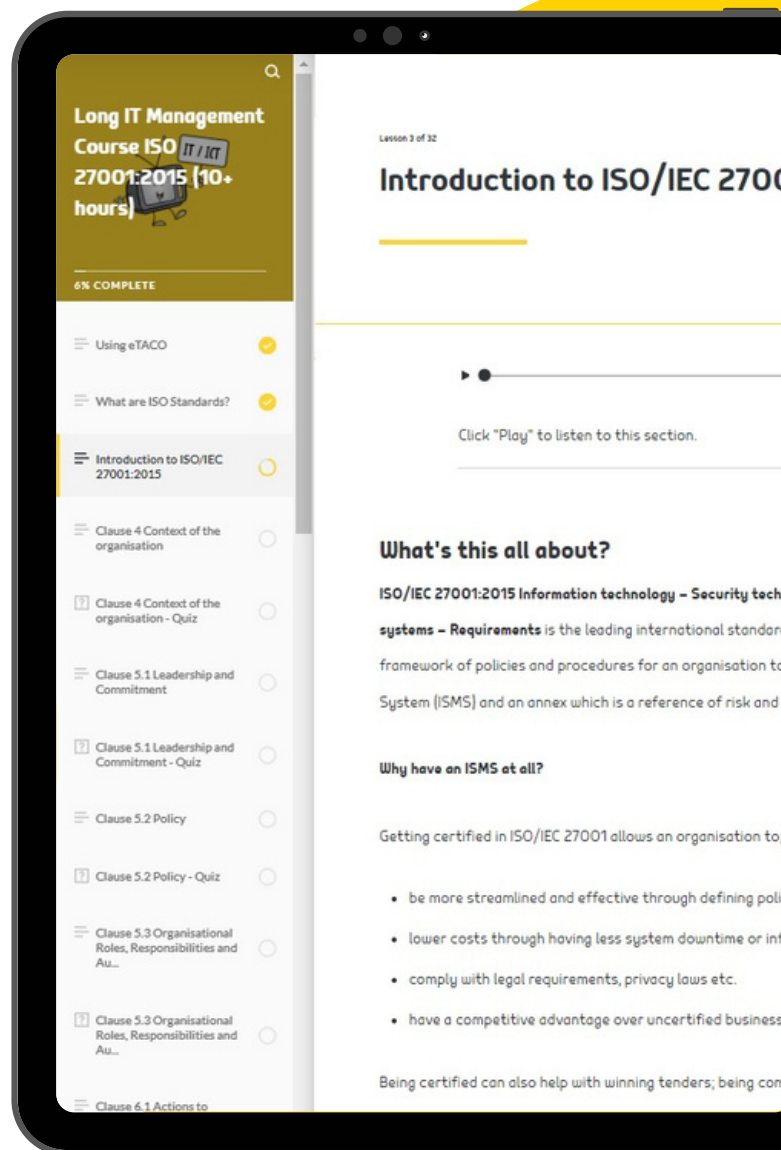 Long IT Management
Course ISO
IT / ICT
27001:2015 (10+
hours)
6% COMPLETE
Using eTACO
What are ISO Standards?
Introduction to ISO/IEC
27001:2015
Clause 4 Context of the
organisation
Clause 4 Context of the
organisation - Quiz
Clause 5.1 Leadership and
Commitment
Clause 5.1 Leadership and
Commitment - Quiz
Clause 5.2 Policy
Clause 5.2 Policy - Quiz
Clause 5.3 Organisational
Roles, Responsibilities and
Au...
Clause 5.3 Organisational
Roles, Responsibilities and
Au...
Clause 6.1 Actions to
Lesson 3 of 32
Introduction to ISO/IEC 2700
Click "Play" to listen to this section.
What's this all about?
ISO/IEC 27001:2015 Information technology – Security tech
systems – Requirements is the leading international standar
framework of policies and procedures for an organisation to
System (ISMS) and an annex which is a reference of risk and
Why have an ISMS at all?
Getting certified in ISO/IEC 27001 allows an organisation to;
• be more streamlined and effective through defining poli
• lower costs through having less system downtime or inf
• comply with legal requirements, privacy laws etc.
• have a competitive advantage over uncertified business
Being certified can also help with winning tenders; being com